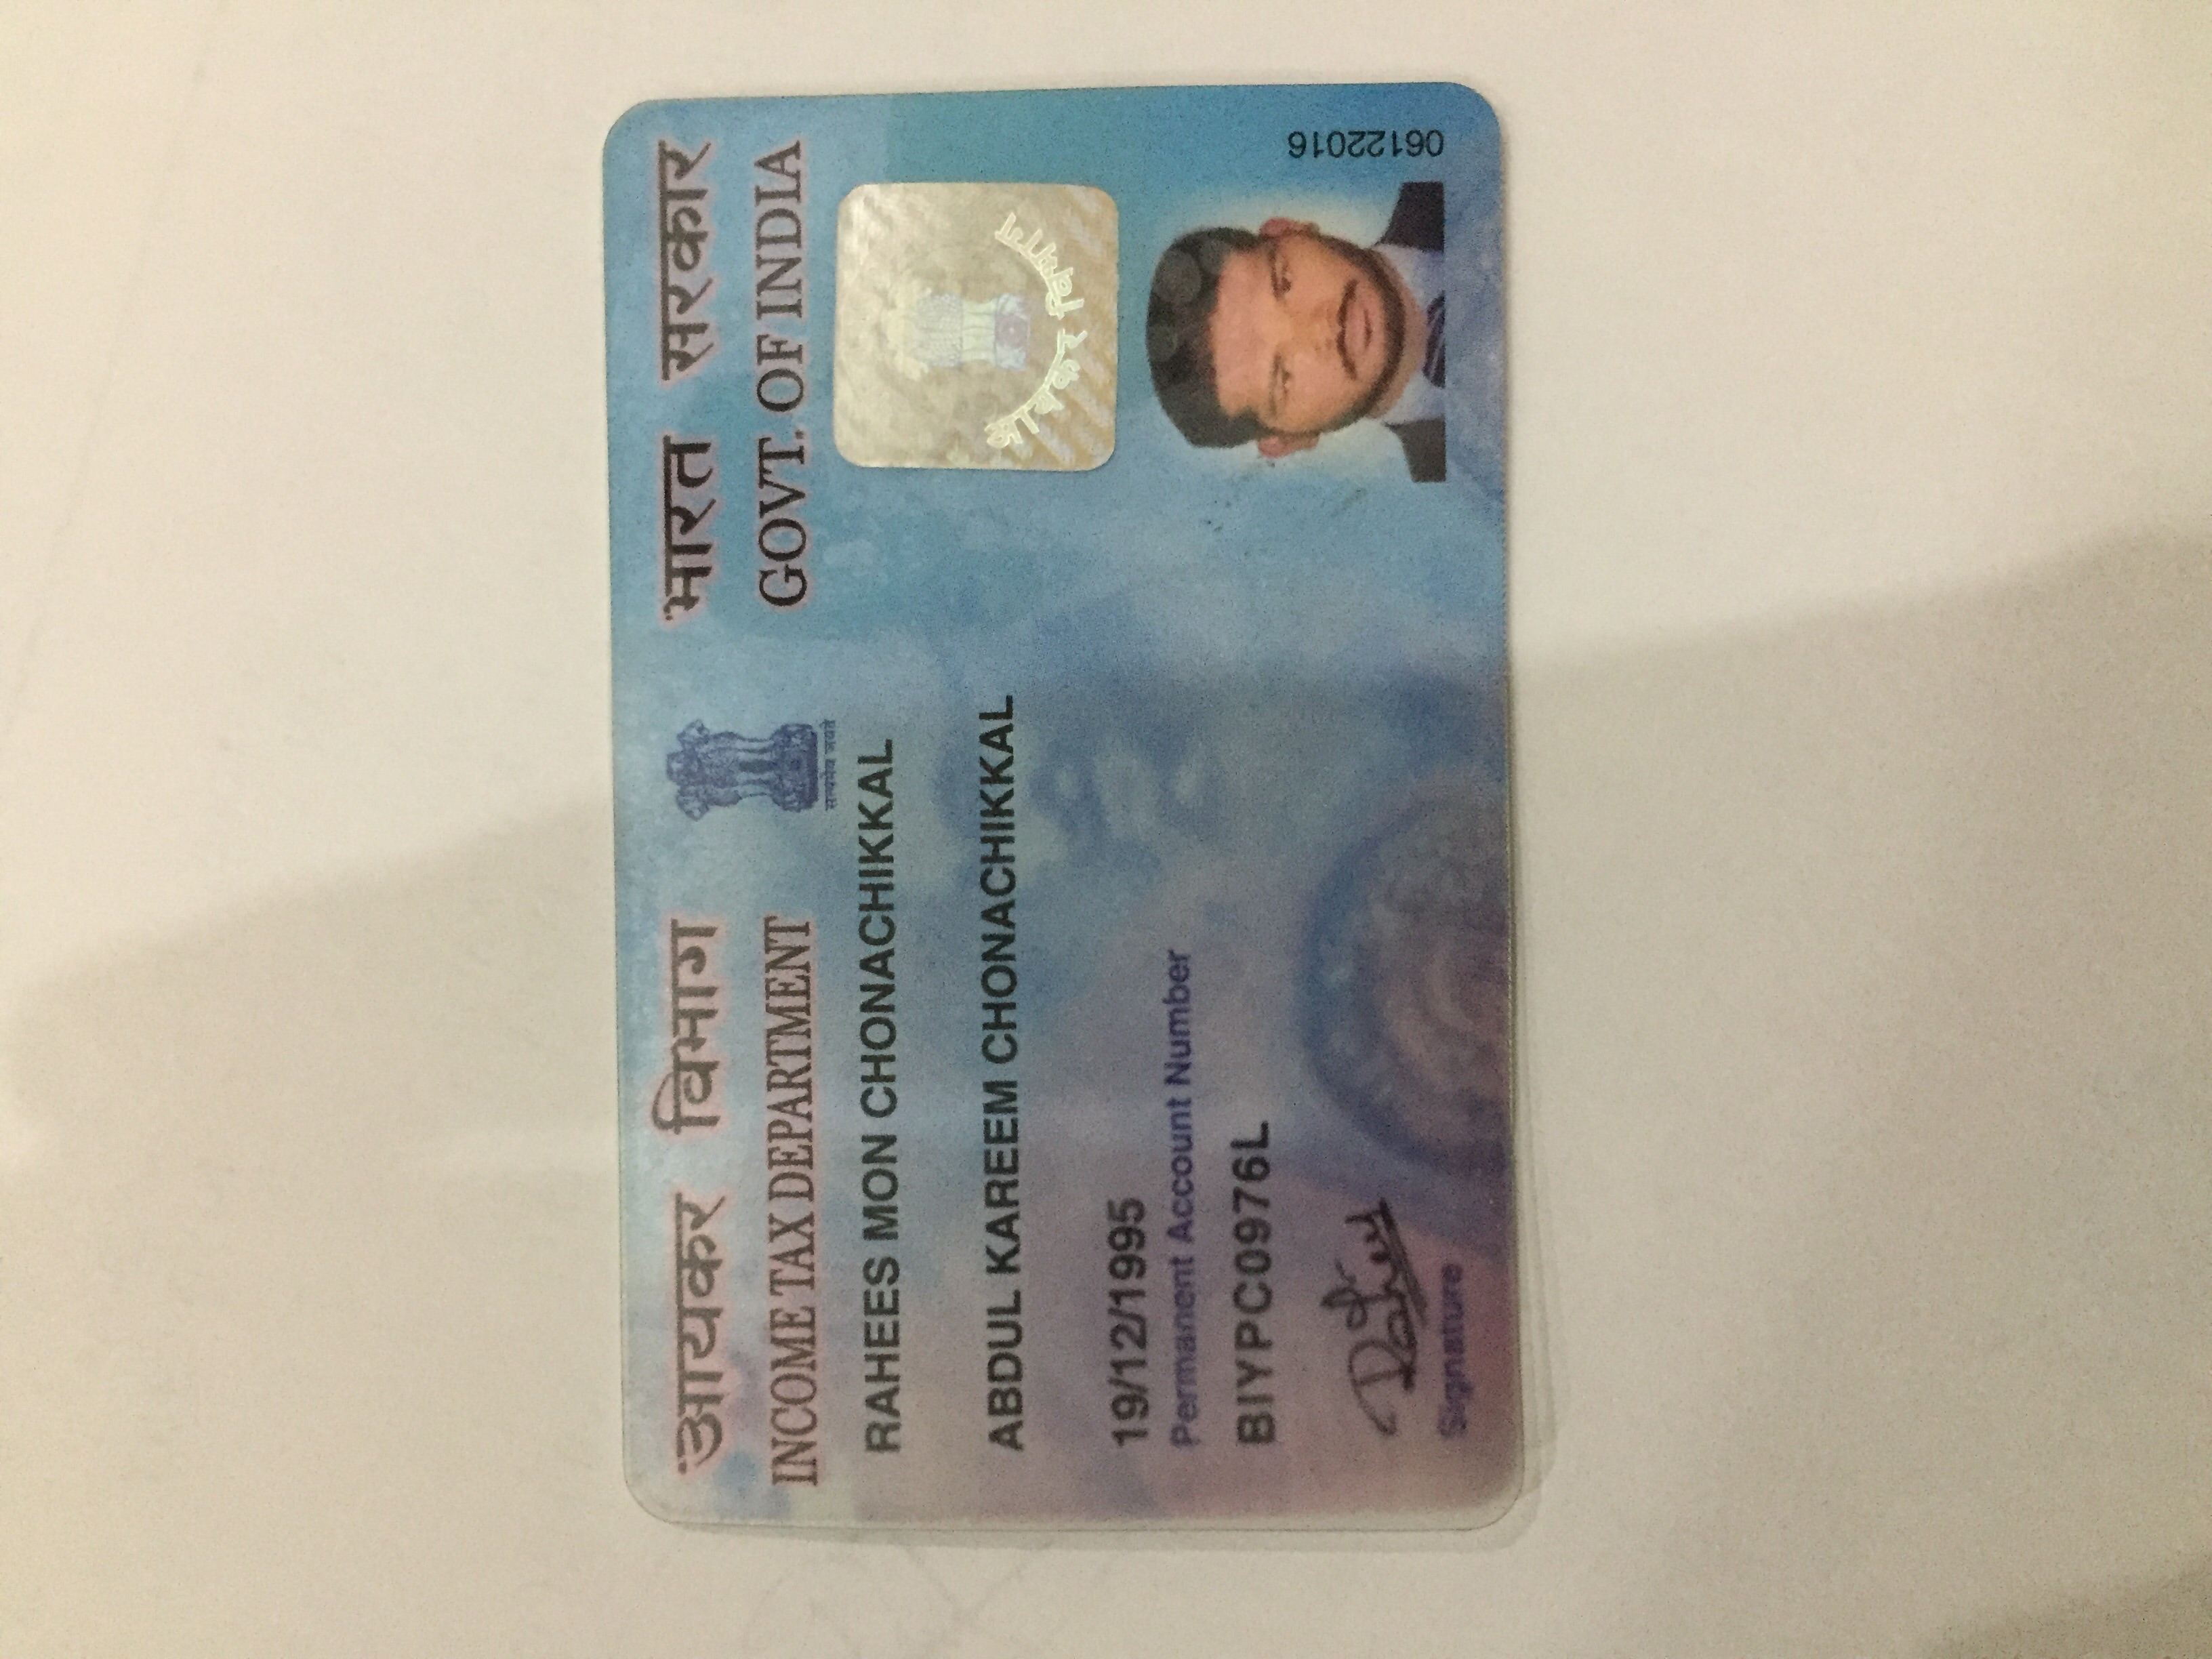 आयकर विभाग
भारत सरकार
INCOME TAX DEPARTMENT
GOVT. OF INDIA
सत्यमेव जयते
RAHEES MON CHONACHIKKAL
ABDUL KAREEM CHONACHIKKAL
आयकर विभाग
19/12/1995
Permanent Account Number
BIYPC0976L
Signature
06122016